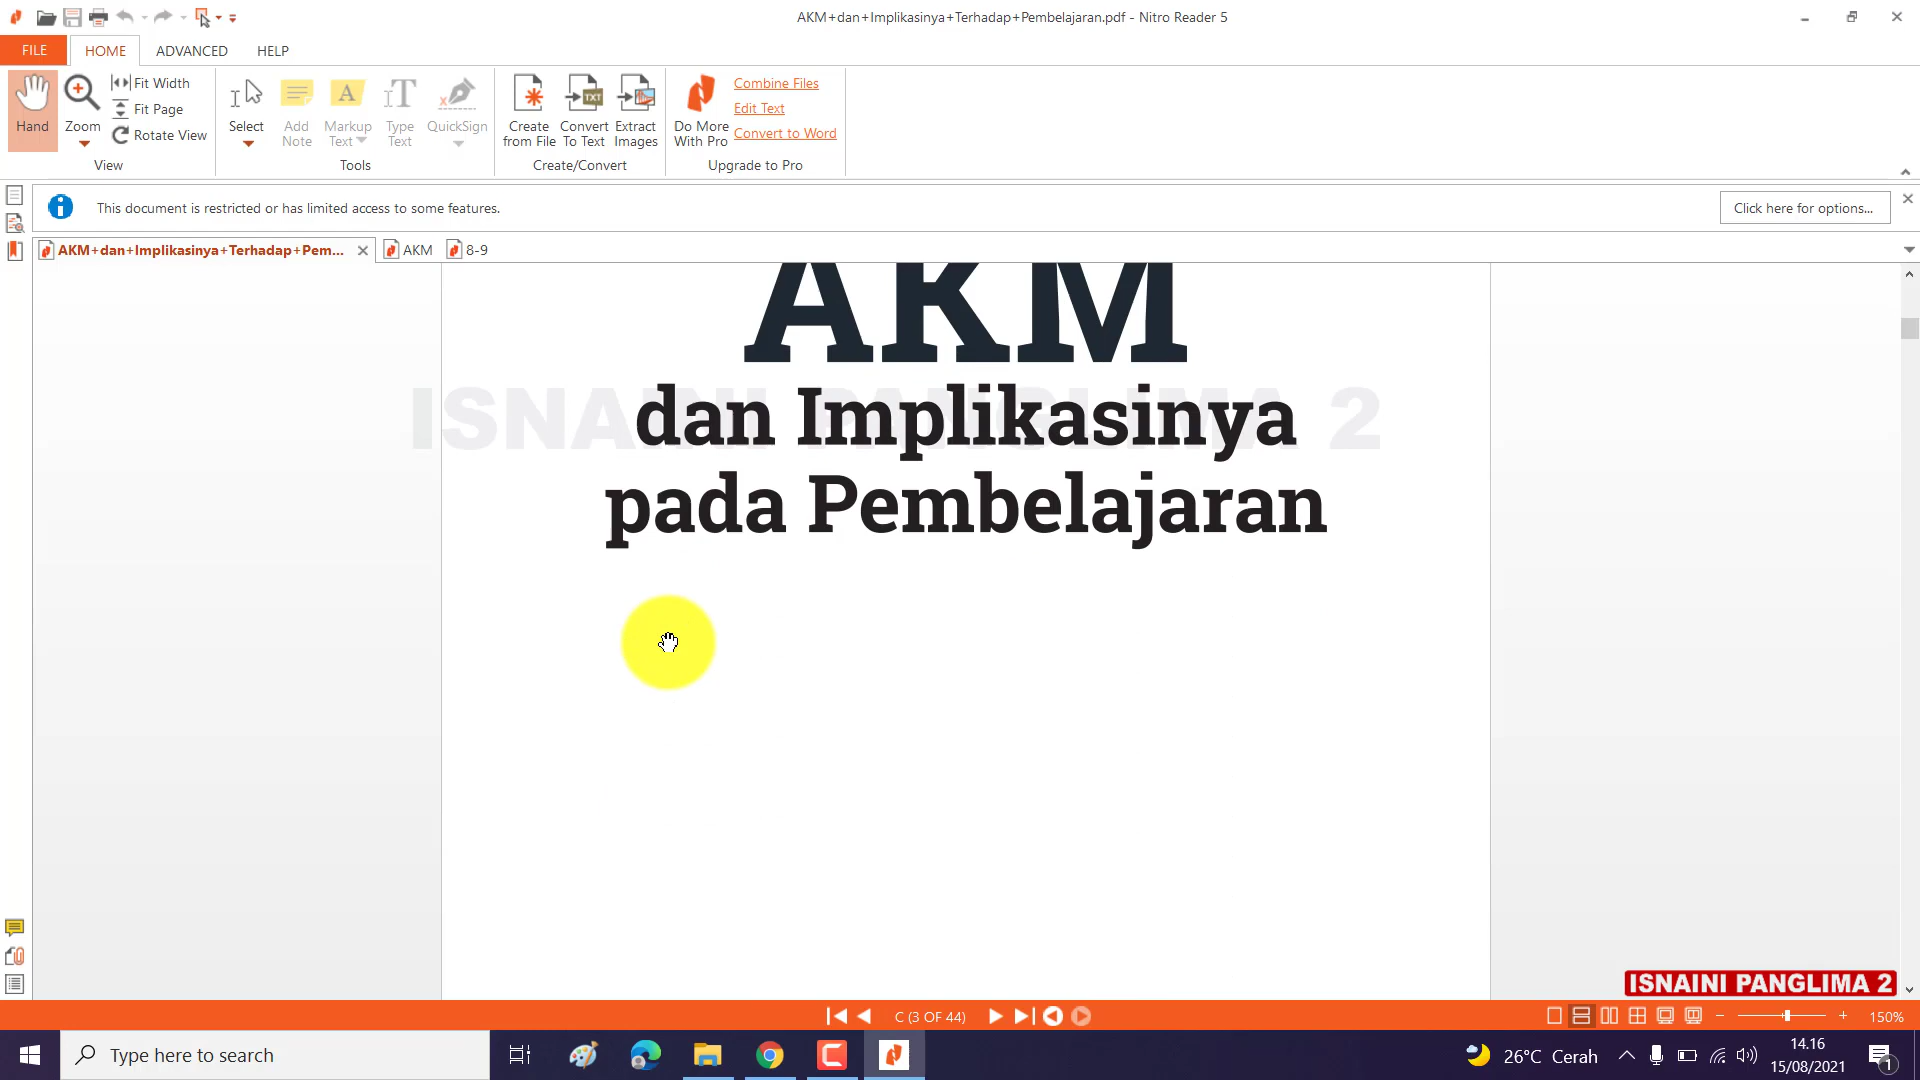 AKM+dan+Implikasinya+Terhadap+Pembelajaran.pdf - Nitro Reader 5
FILE
HOME
ADVANCED
HELP
Hand
Zoom
Fit Width
Fit Page
Rotate View
View
Select
Add Note
Markup Text
Type Text
QuickSign
Tools
Create from File
Convert To Text
Extract Images
Create/Convert
Do More With Pro
Combine Files
Edit Text
Convert to Word
Upgrade to Pro
This document is restricted or has limited access to some features.
Click here for options...
AKM+dan+Implikasinya+Terhadap+Pem...
AKM
8-9
AKM
ISNAINI PANGLIMA 2
dan Implikasinya
pada Pembelajaran
ISNAINI PANGLIMA 2
C (3 OF 44)
150%
Type here to search
26°C Cerah
14.16
15/08/2021
1